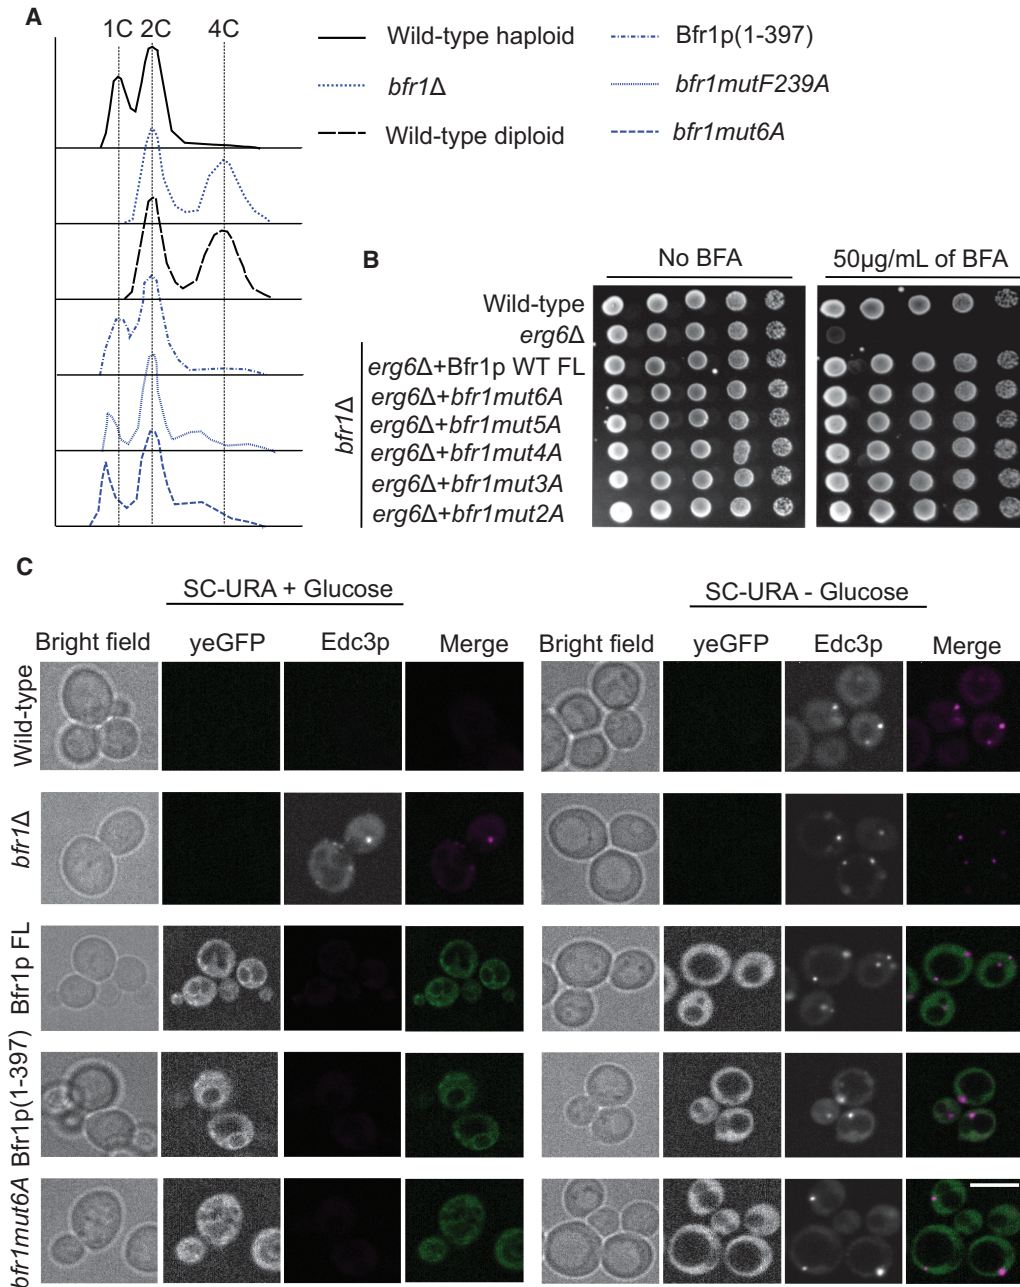 A
1C 2C 4C
Wild-type haploid
bfr1Δ
Wild-type diploid
Bfr1p(1-397)
bfr1mutF239A
bfr1mut6A
B
No BFA
50µg/mL of BFA
Wild-type
erg6Δ
bfr1Δ
erg6Δ+Bfr1p WT FL
erg6Δ+bfr1mut6A
erg6Δ+bfr1mut5A
erg6Δ+bfr1mut4A
erg6Δ+bfr1mut3A
erg6Δ+bfr1mut2A
C
SC-URA + Glucose
SC-URA - Glucose
Bright field yeGFP Edc3p Merge
Bright field yeGFP Edc3p Merge
Wild-type
bfr1Δ
Bfr1p FL
Bfr1p(1-397)
bfr1mut6A